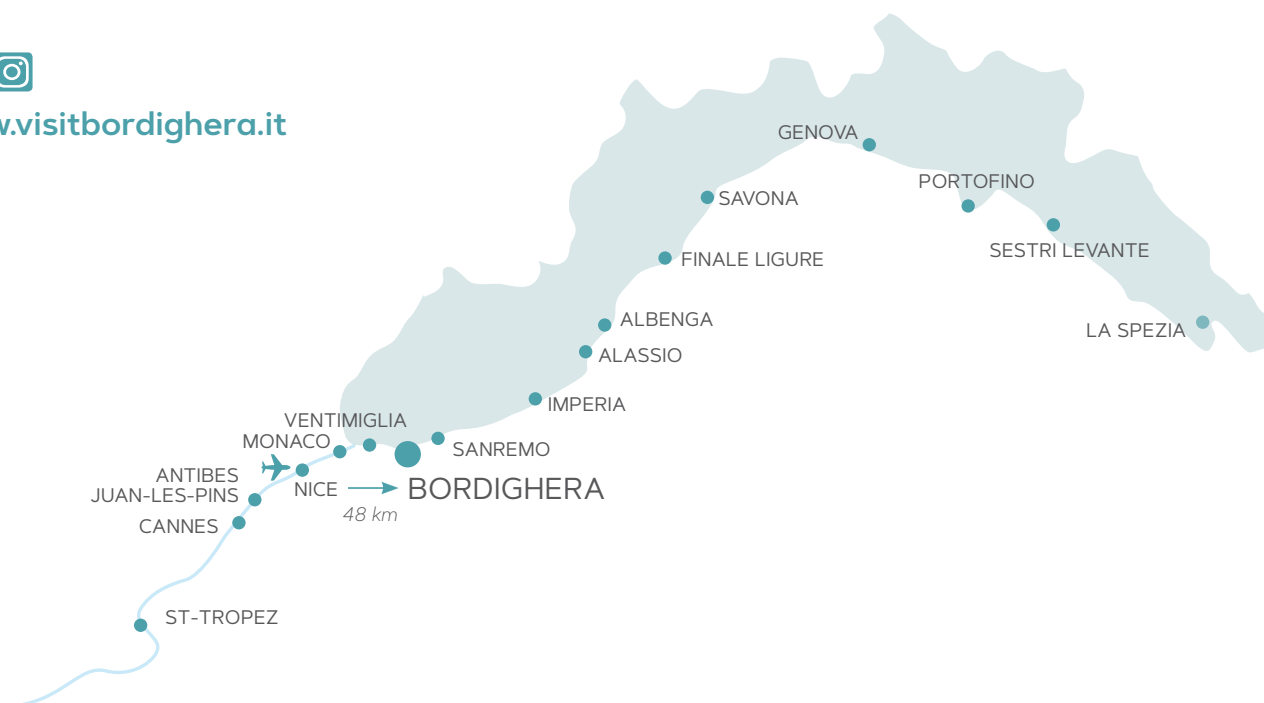 w.visitbordighera.it
GENOVA
PORTOFINO
SAVONA
SESTRI LEVANTE
FINALE LIGURE
ALBENGA
LA SPEZIA
ALASSIO
IMPERIA
VENTIMIGLIA
MONACO
SANREMO
ANTIBES
JUAN-LES-PINS
NICE
BORDIGHERA
48 km
CANNES
ST-TROPEZ